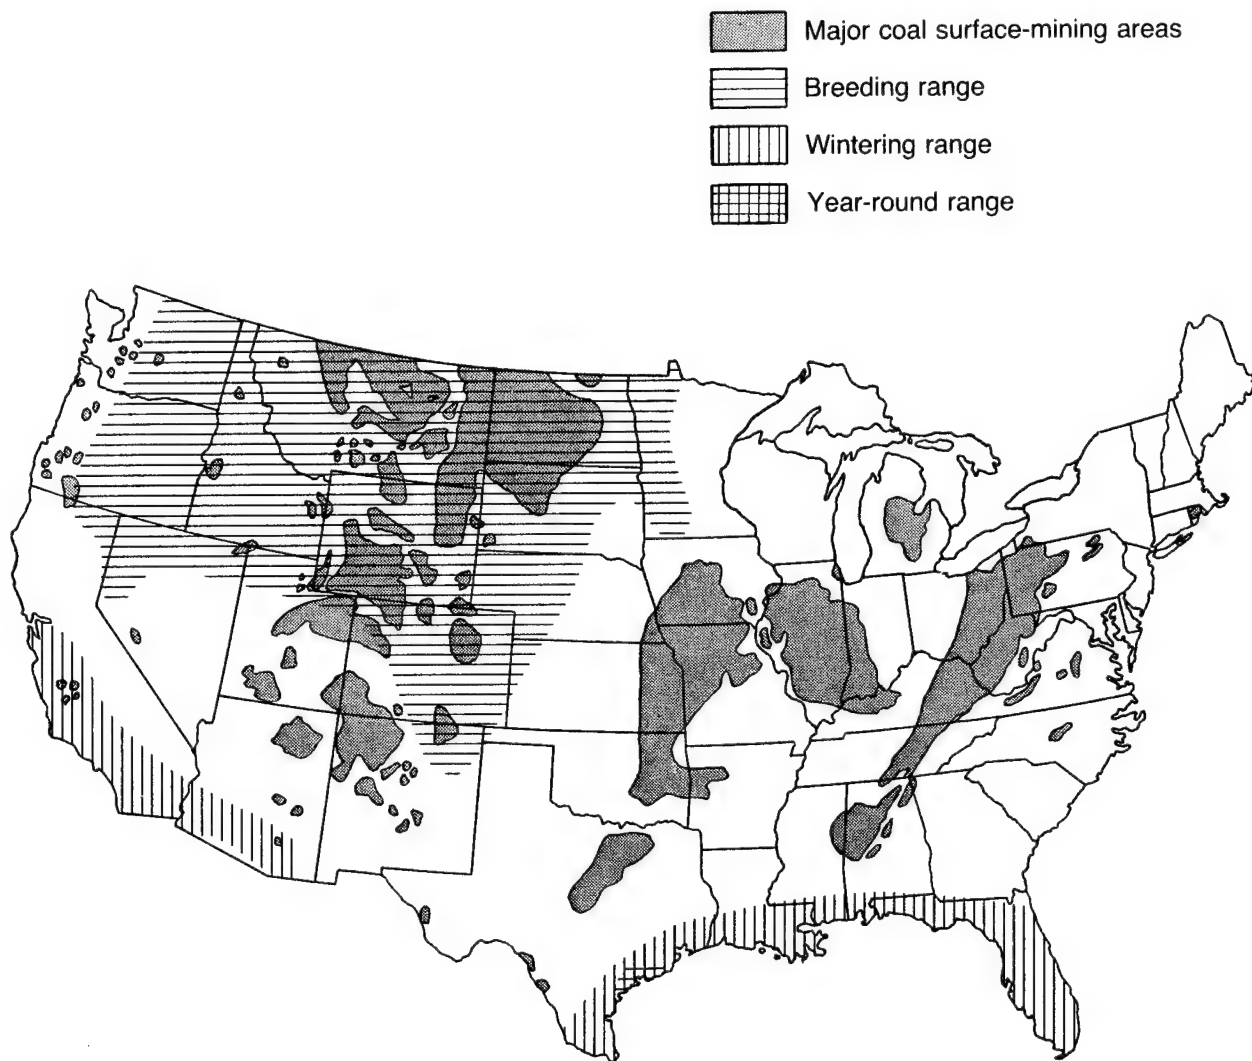 Major coal surface-mining areas
Breeding range
Wintering range
Year-round range